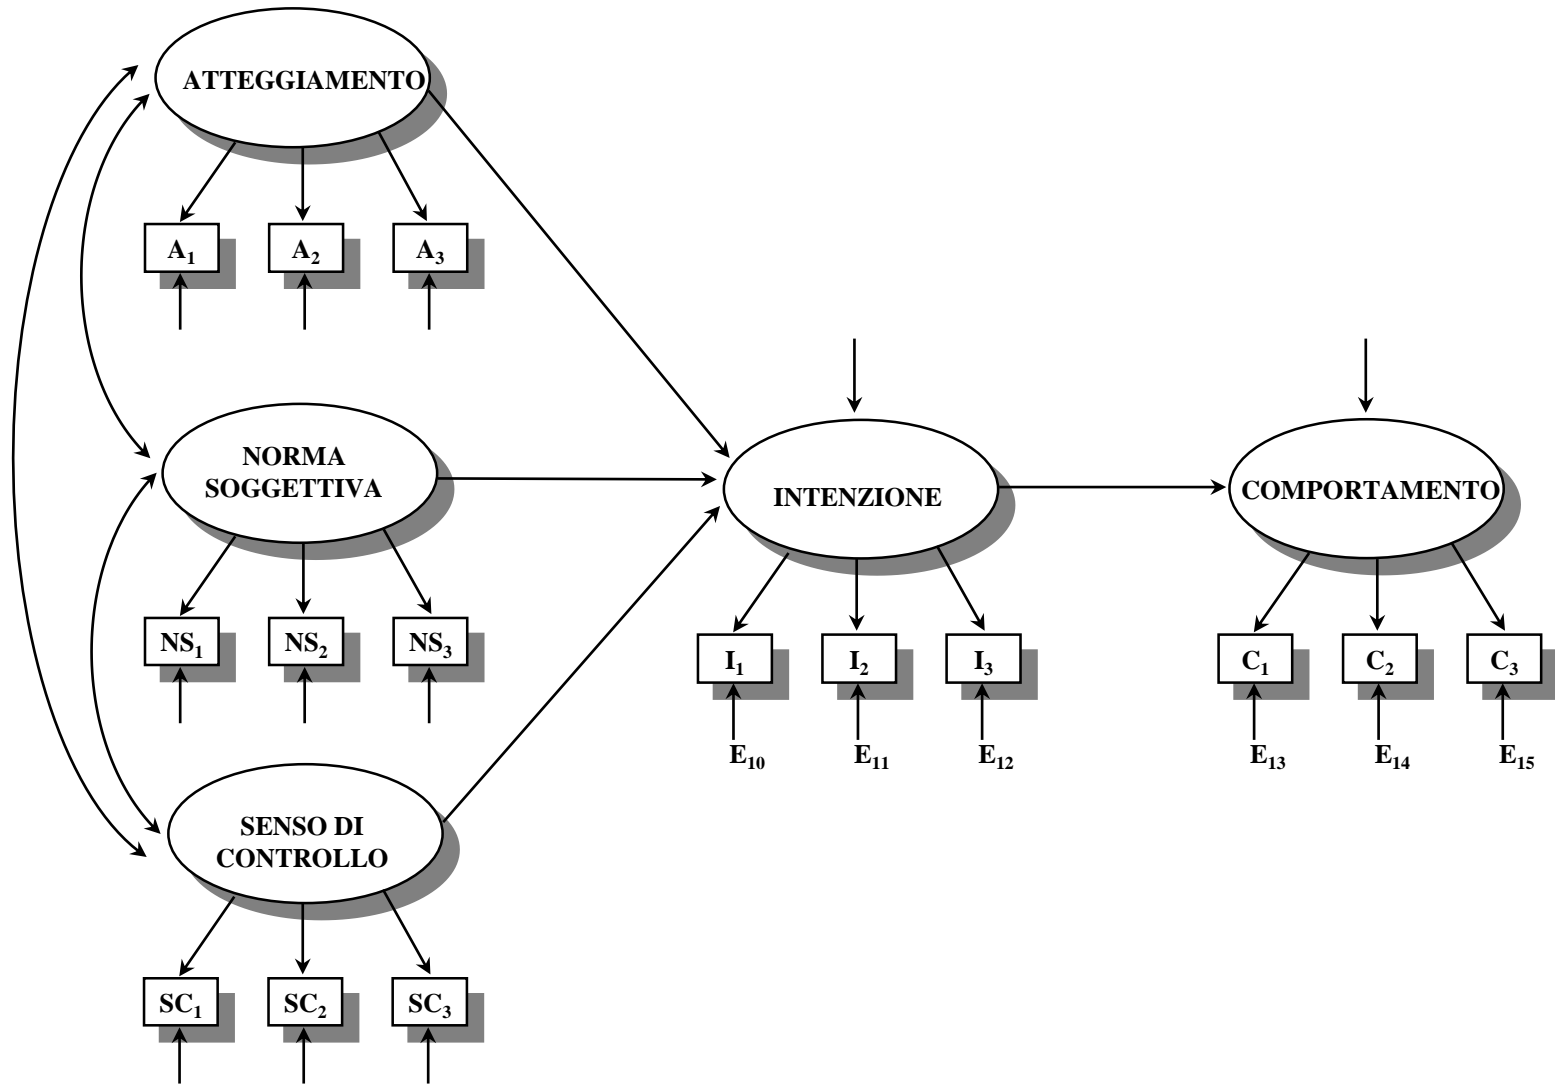 ATTEGGIAMENTO
A1 A2 A3
NORMA
SOGGETTIVA
INTENZIONE
COMPORTAMENTO
NS1 NS2 NS3
I1 I2 I3
C1 C2 C3
E10 E11 E12
E13 E14 E15
SENSO DI
CONTROLLO
SC1 SC2 SC3